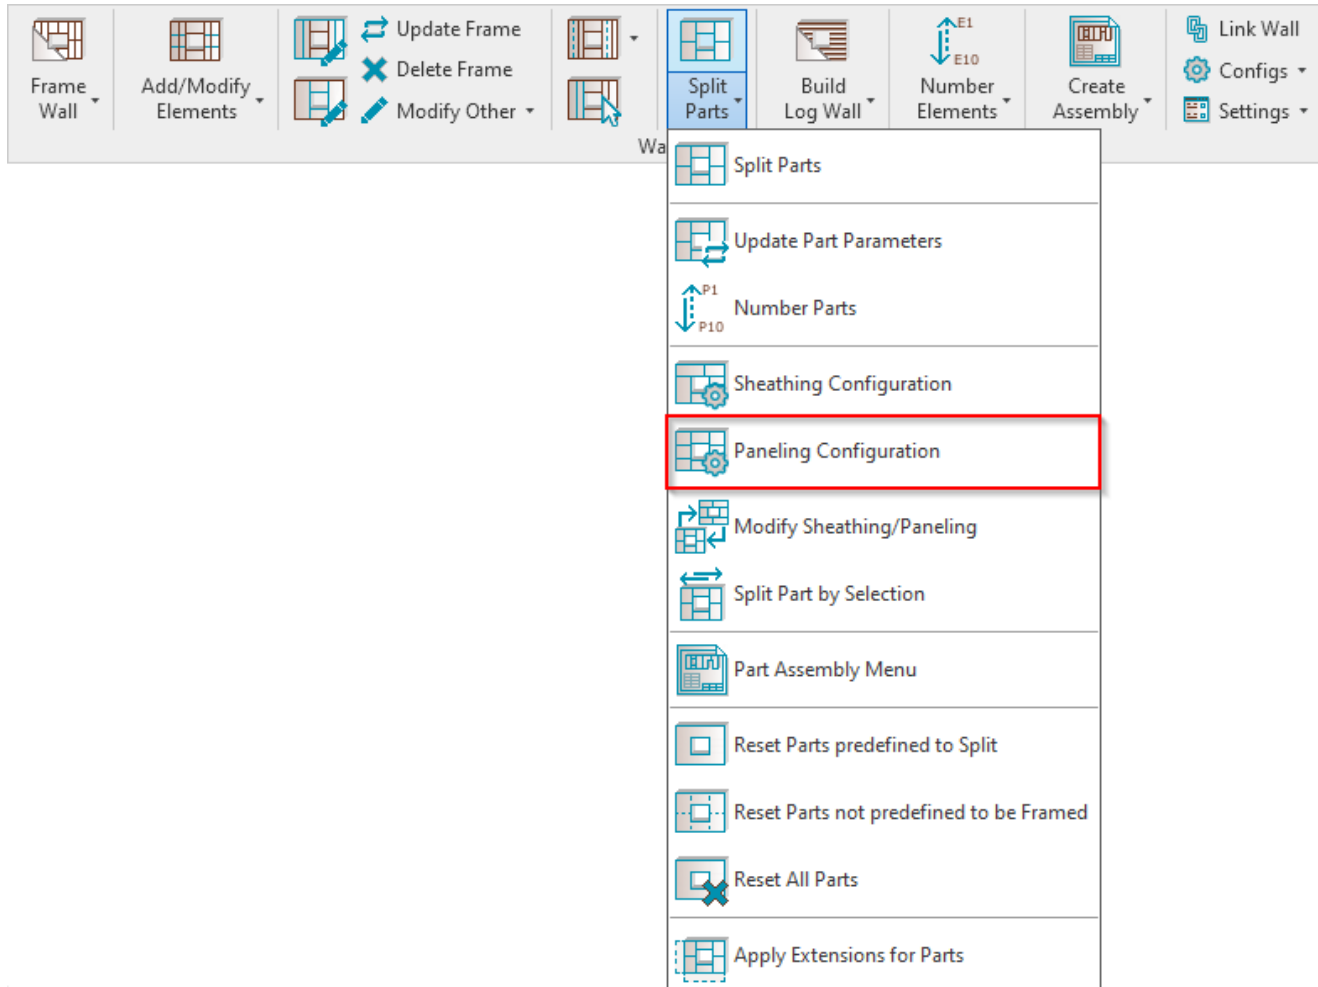 Frame
Wall
Add/Modify
Elements
Update Frame
Delete Frame
Modify Other
Split
Parts
Build
Log Wall
E1
E10
Number
Elements
Create
Assembly
Link Wall
Configs
Settings
Wa
Split Parts
Update Part Parameters
P1
P10
Number Parts
Sheathing Configuration
Paneling Configuration
Modify Sheathing/Paneling
Split Part by Selection
Part Assembly Menu
Reset Parts predefined to Split
Reset Parts not predefined to be Framed
Reset All Parts
Apply Extensions for Parts